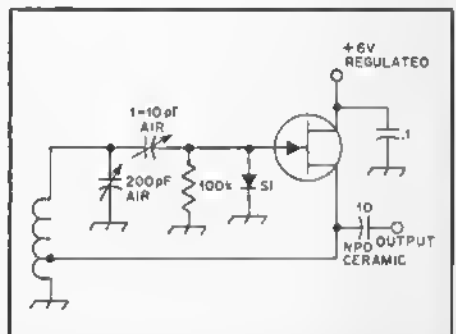 +6V
REGULATED
1-10 pF
AIR
200pF
AIR
100k
SI
.1
10
NPO
CERAMIC
OUTPUT